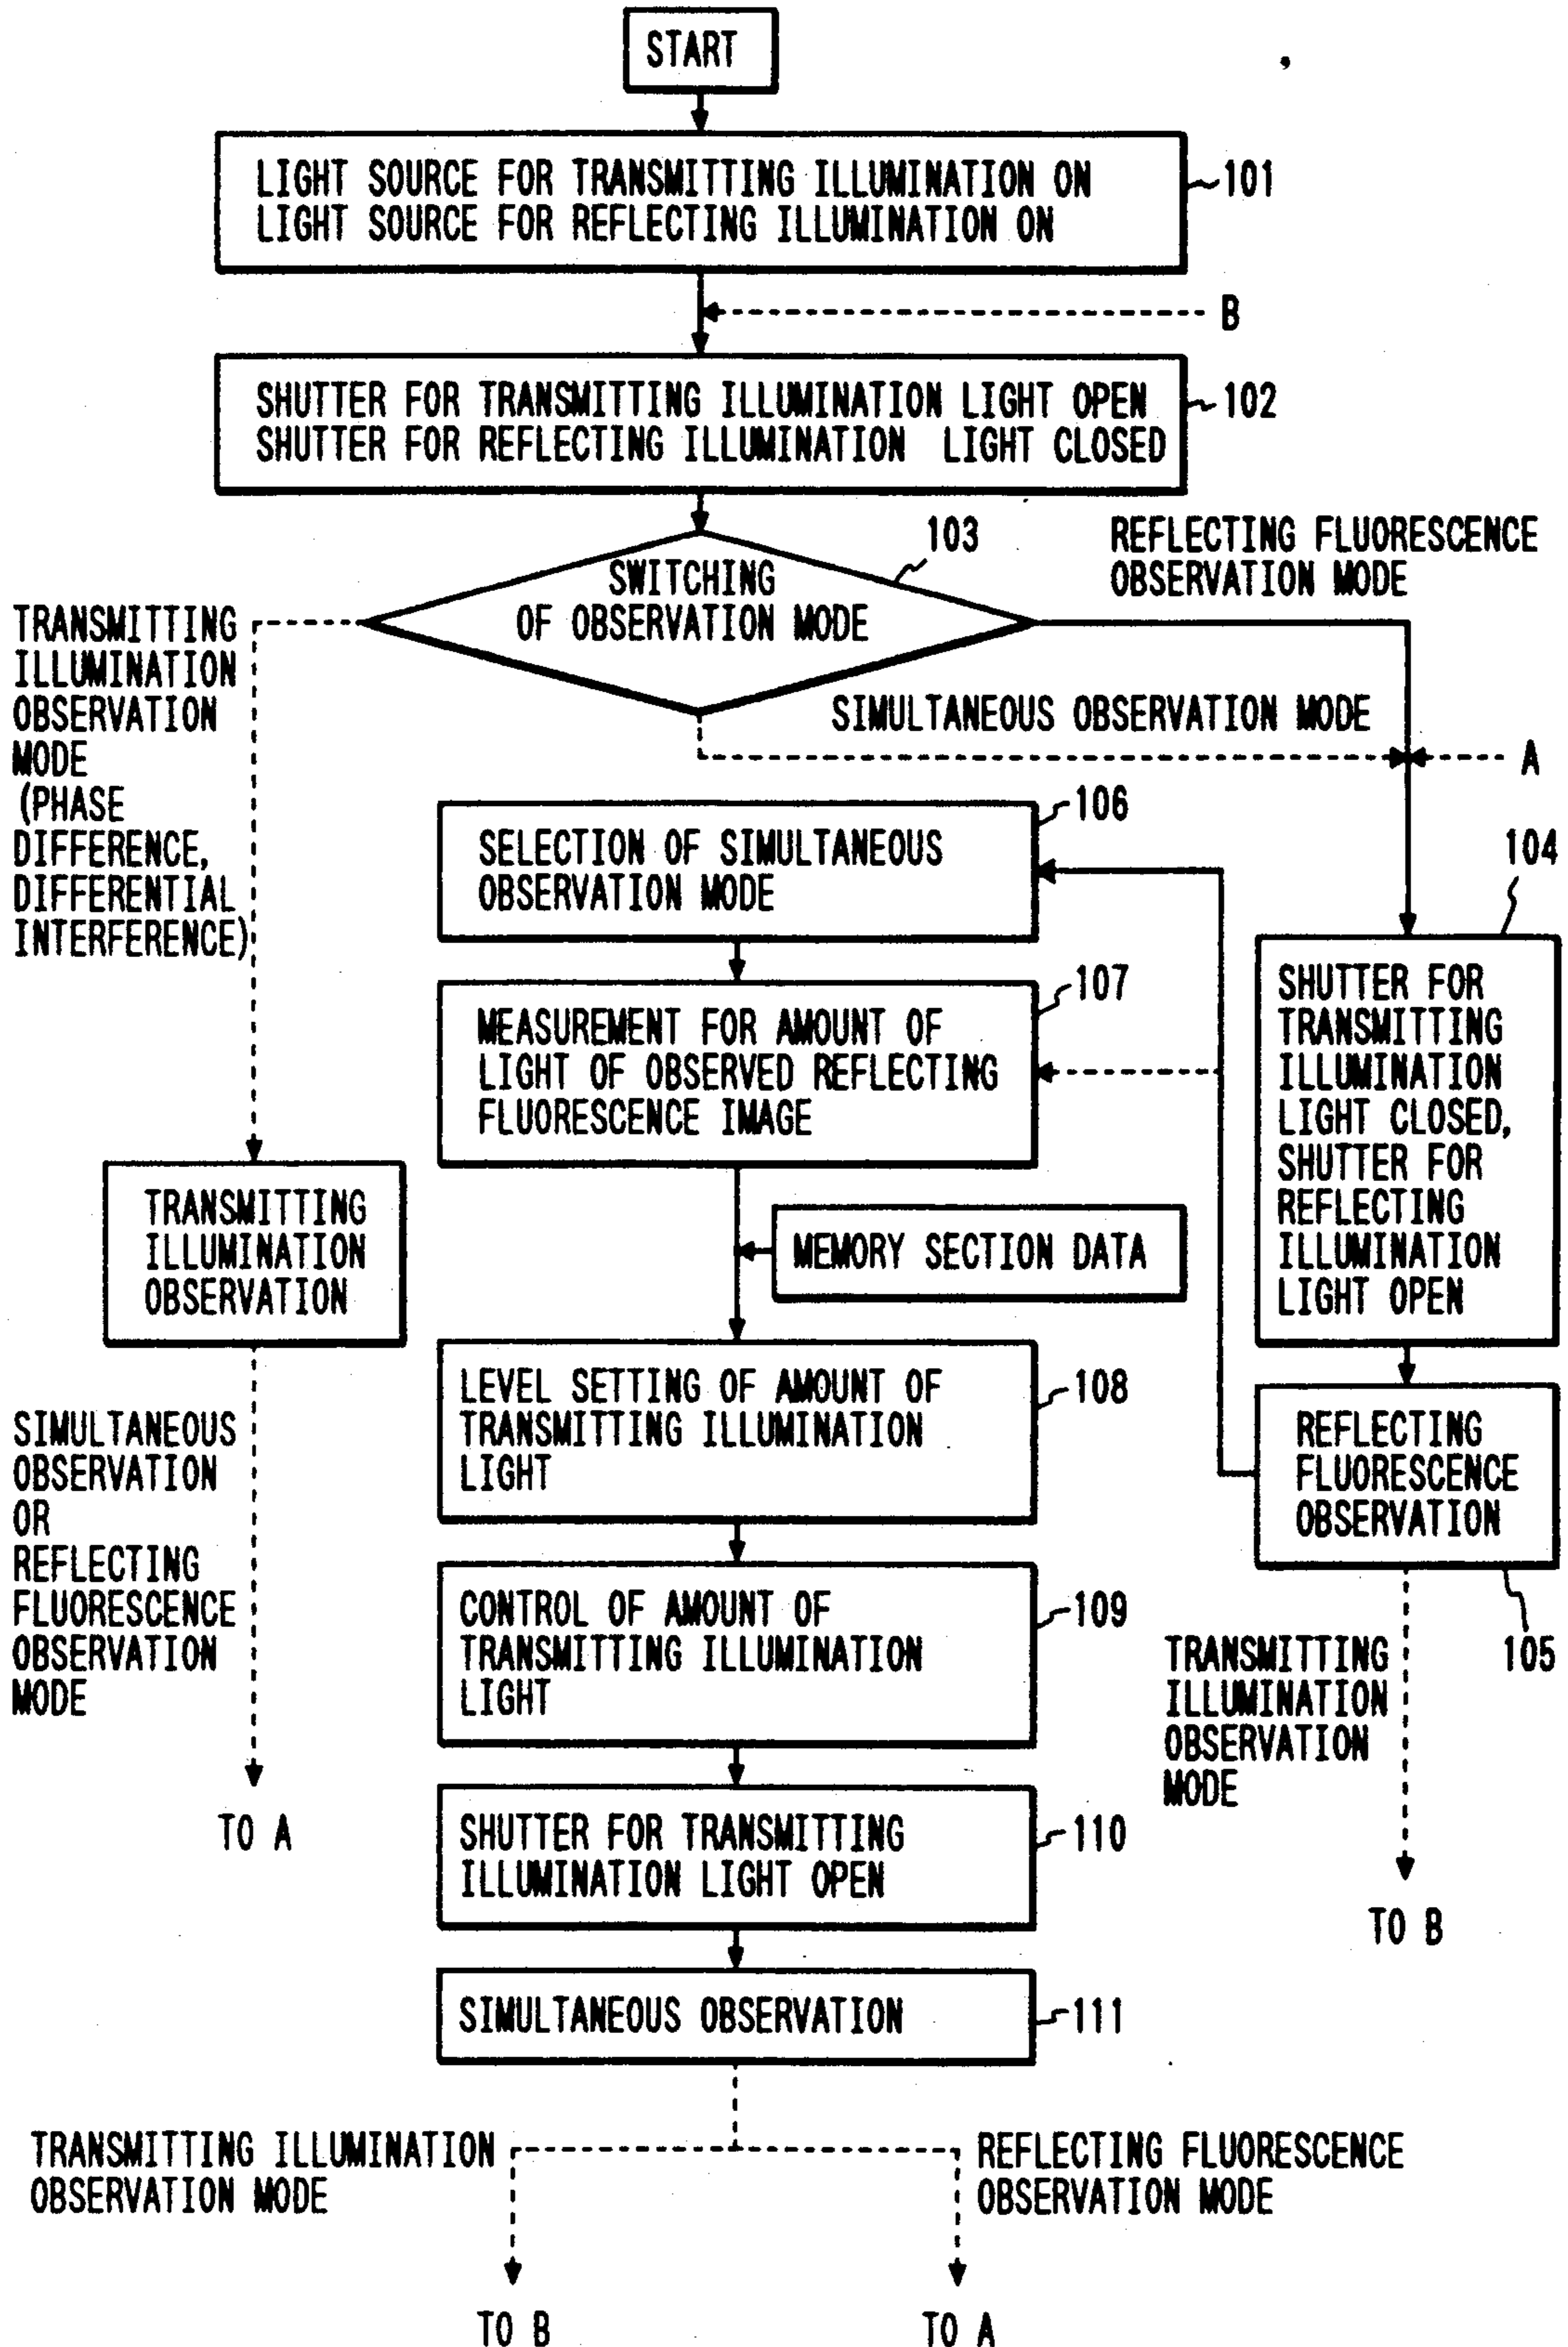 START
LIGHT SOURCE FOR TRANSMITTING ILLUMINATION ON
LIGHT SOURCE FOR REFLECTING ILLUMINATION ON
101
B
SHUTTER FOR TRANSMITTING ILLUMINATION LIGHT OPEN
SHUTTER FOR REFLECTING ILLUMINATION LIGHT CLOSED
102
SWITCHING
OF OBSERVATION MODE
103
REFLECTING FLUORESCENCE
OBSERVATION MODE
TRANSMITTING
ILLUMINATION
OBSERVATION
MODE
(PHASE
DIFFERENCE,
DIFFERENTIAL
INTERFERENCE)
SIMULTANEOUS OBSERVATION MODE
A
106
SELECTION OF SIMULTANEOUS
OBSERVATION MODE
104
SHUTTER FOR
TRANSMITTING
ILLUMINATION
LIGHT CLOSED,
SHUTTER FOR
REFLECTING
ILLUMINATION
LIGHT OPEN
107
MEASUREMENT FOR AMOUNT OF
LIGHT OF OBSERVED REFLECTING
FLUORESCENCE IMAGE
TRANSMITTING
ILLUMINATION
OBSERVATION
MEMORY SECTION DATA
LEVEL SETTING OF AMOUNT OF
TRANSMITTING ILLUMINATION
LIGHT
108
REFLECTING
FLUORESCENCE
OBSERVATION
105
SIMULTANEOUS
OBSERVATION
OR
REFLECTING
FLUORESCENCE
OBSERVATION
MODE
TO A
CONTROL OF AMOUNT OF
TRANSMITTING ILLUMINATION
LIGHT
109
TRANSMITTING
ILLUMINATION
OBSERVATION
MODE
TO B
SHUTTER FOR TRANSMITTING
ILLUMINATION LIGHT OPEN
110
SIMULTANEOUS OBSERVATION
111
TRANSMITTING ILLUMINATION
OBSERVATION MODE
REFLECTING FLUORESCENCE
OBSERVATION MODE
TO B
TO A